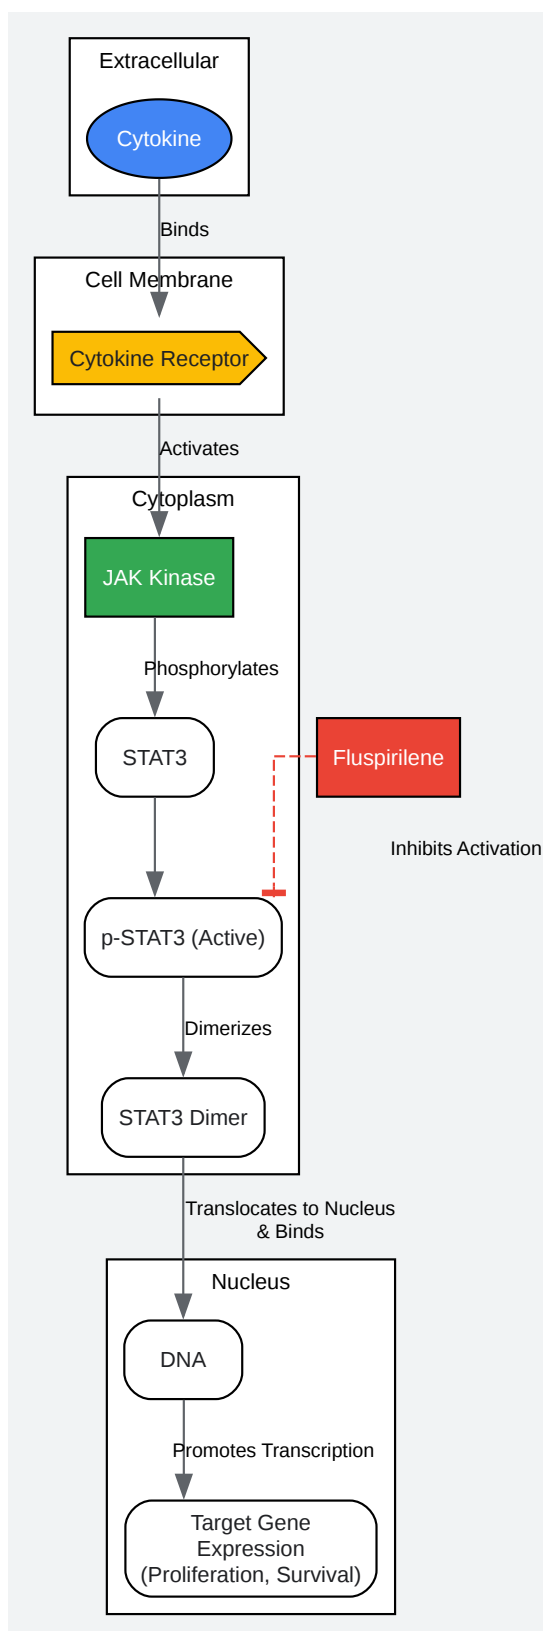 Extracellular
Cytokine
Binds
Cell Membrane
Cytokine Receptor
Activates
Cytoplasm
JAK Kinase
Phosphorylates
STAT3
Fluspirilene
Inhibits Activation
p-STAT3 (Active)
Dimerizes
STAT3 Dimer
Translocates to Nucleus
& Binds
Nucleus
DNA
Promotes Transcription
Target Gene
Expression
(Proliferation, Survival)